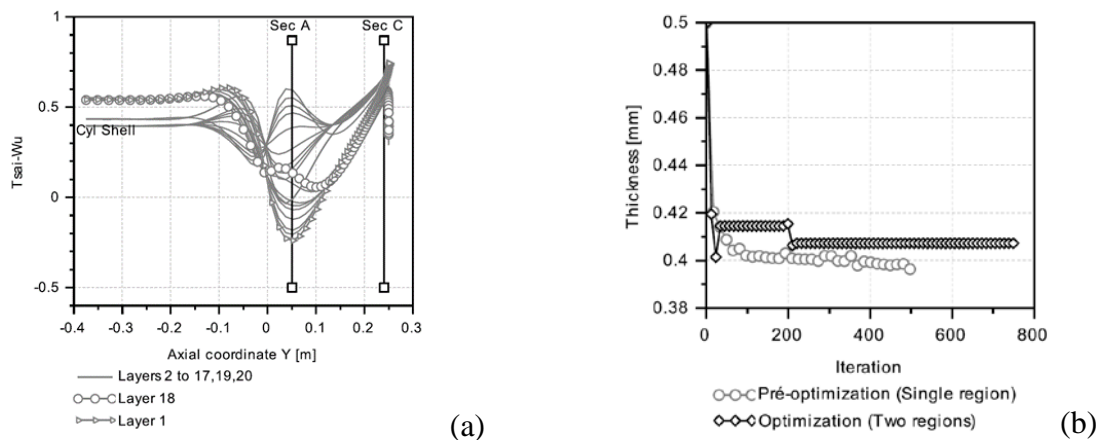 1
Sec A
Sec C
0.5
Cyl Shell
0
-0.5
Tsai-Wu
-0.4
-0.3
-0.2
-0.1
0
0.1
0.2
0.3
Axial coordinate Y [m]
Layers 2 to 17,19,20
Layer 18
Layer 1
(a)
0.5
0.48
0.46
0.44
0.42
0.4
0.38
Thickness [mm]
0
200
400
600
800
Iteration
Pré-optimization (Single region)
Optimization (Two regions)
(b)